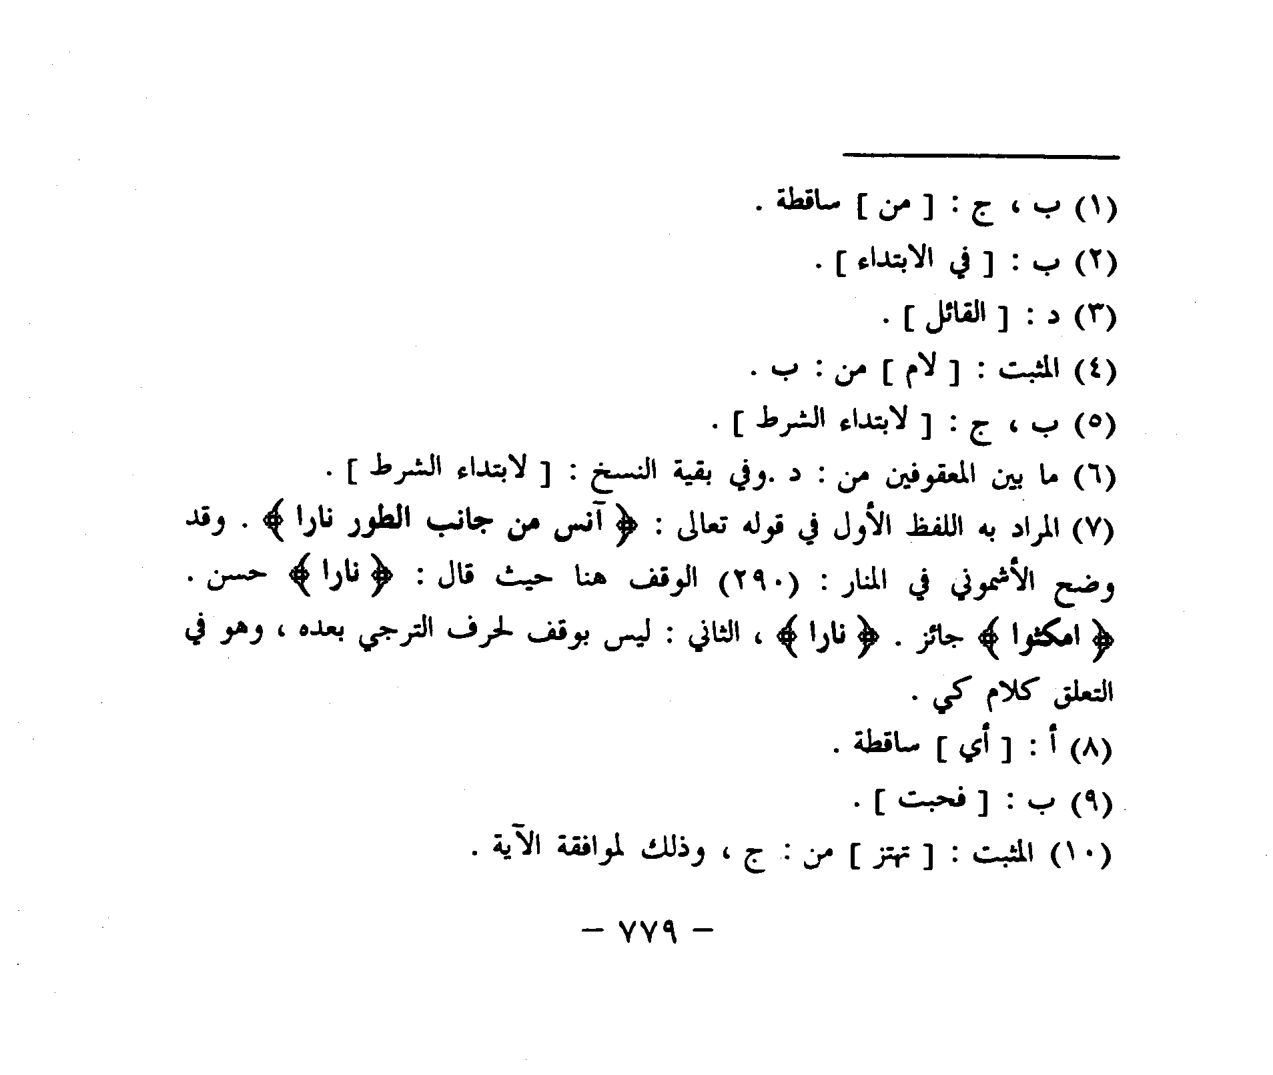 (١) ب ، ج : [ من ] ساقطة .
(٢) ب : [ في الابتداء ] .
(٣) د : [ القائل ] .
(٤) المثبت : [ لام ] من : ب .
(٥) ب ، ج : [ لابتداء الشرط ] .
(٦) ما بين المعقوفين من : د .وفي بقية النسخ : [ لابتداء الشرط ] .
(٧) المراد به اللفظ الأول في قوله تعالى : ﴿ آنس من جانب الطور نارا ﴾ . وقد
وضح الأشموني في المنار : (٢٩٠) الوقف هنا حيث قال : ﴿ نارا ﴾ حسن .
﴿ امكثوا ﴾ جائز . ﴿ نارا ﴾ ، الثاني : ليس بوقف لحرف الترجي بعده ، وهو في
التعلق كلام كي .
(٨) أ : [ أي ] ساقطة .
(٩) ب : [ فحبت ] .
(١٠) المثبت : [ تهتز ] من : ج ، وذلك لموافقة الآية .
– ٧٧٩ –